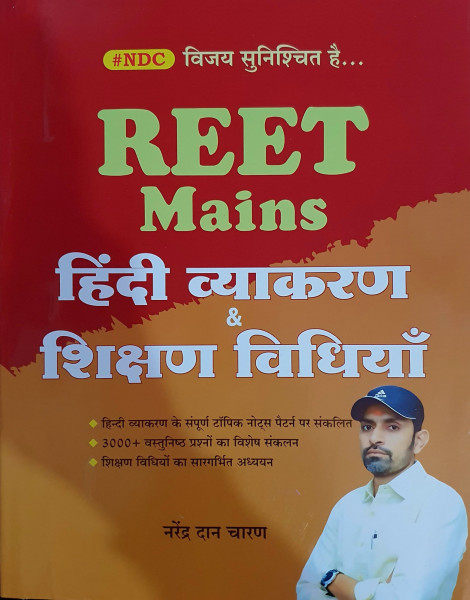 #NDC विजय सुनिश्चित है...
REET
Mains
हिंदी व्याकरण
&
शिक्षण विधियाँ
हिन्दी व्याकरण के संपूर्ण टॉपिक नोट्स पैटर्न पर संकलित
3000+ वस्तुनिष्ठ प्रश्नों का विशेष संकलन
शिक्षण विधियों का सारगर्भित अध्ययन
नरेंद्र दान चारण